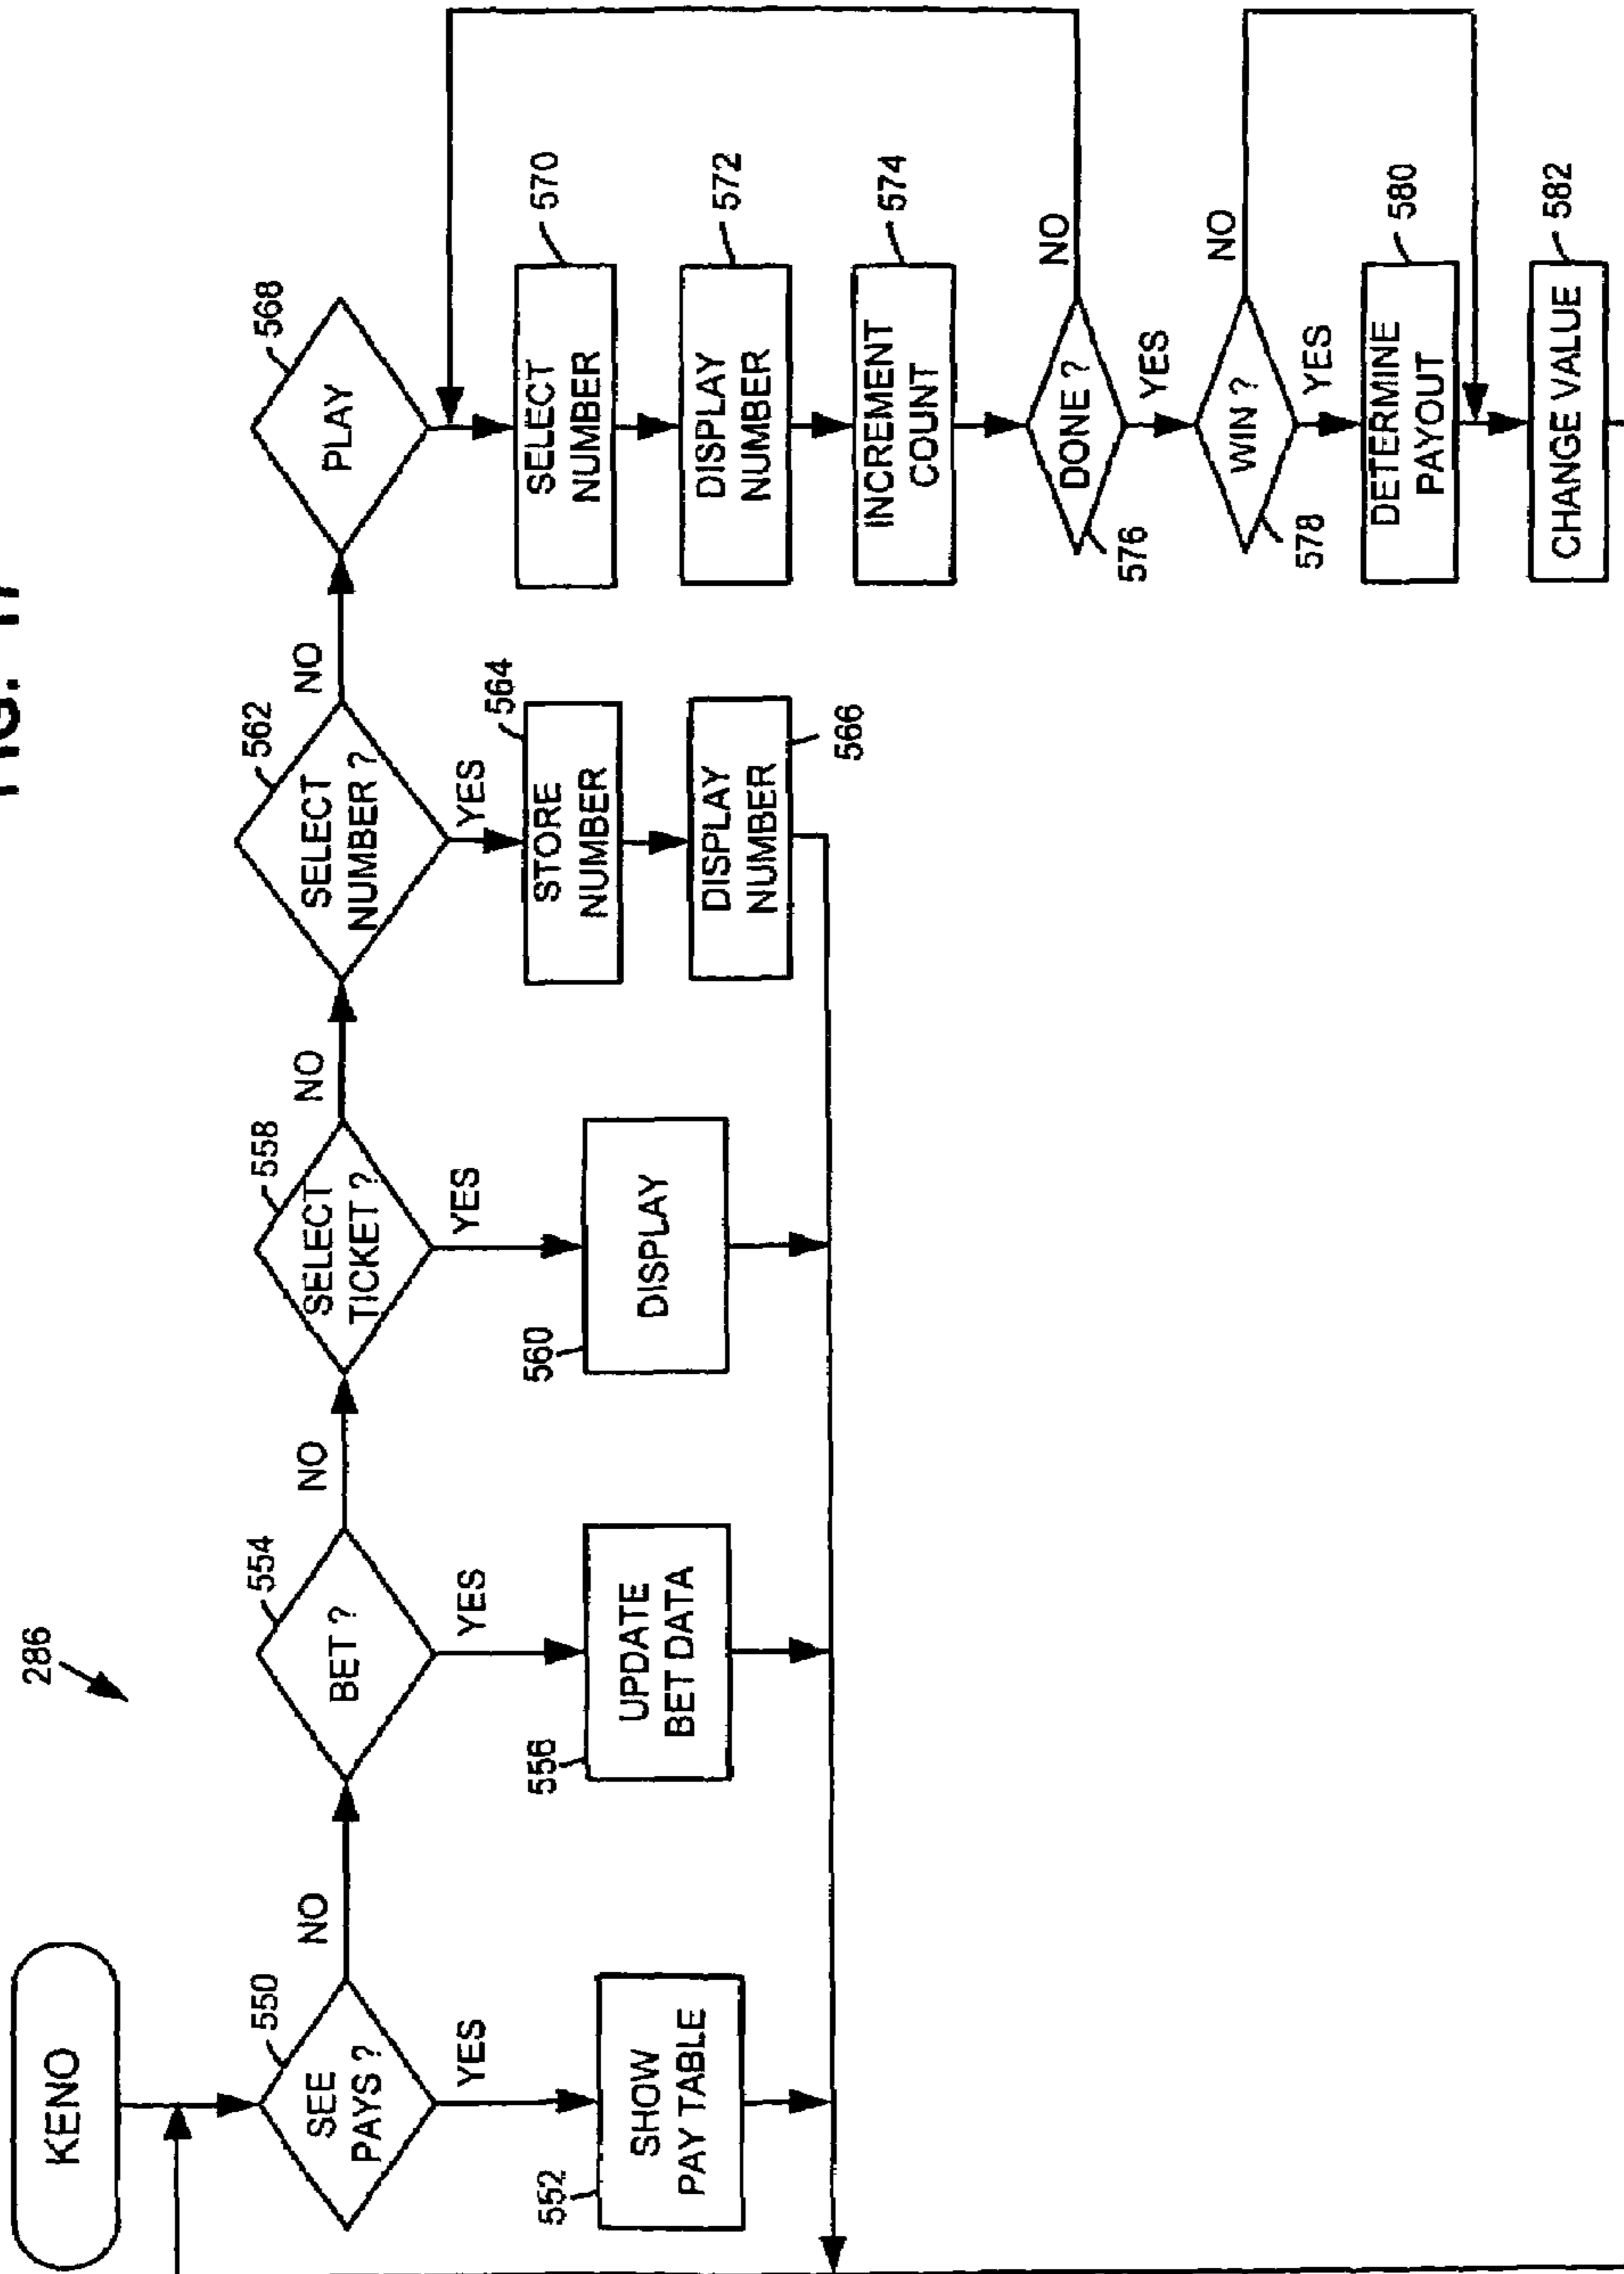 286
KENO
550
SEE
PAYS ?
NO
YES
552
SHOW
PAY TABLE
554
BET ?
NO
YES
556
UPDATE
BET DATA
558
SELECT
TICKET ?
NO
YES
560
DISPLAY
562
SELECT
NUMBER ?
NO
YES
564
STORE
NUMBER
DISPLAY
NUMBER
566
568
PLAY
SELECT
NUMBER
570
DISPLAY
NUMBER
572
INCREMENT
COUNT
574
DONE ?
576
NO
YES
WIN ?
578
NO
YES
DETERMINE
PAYOUT
580
CHANGE VALUE
582